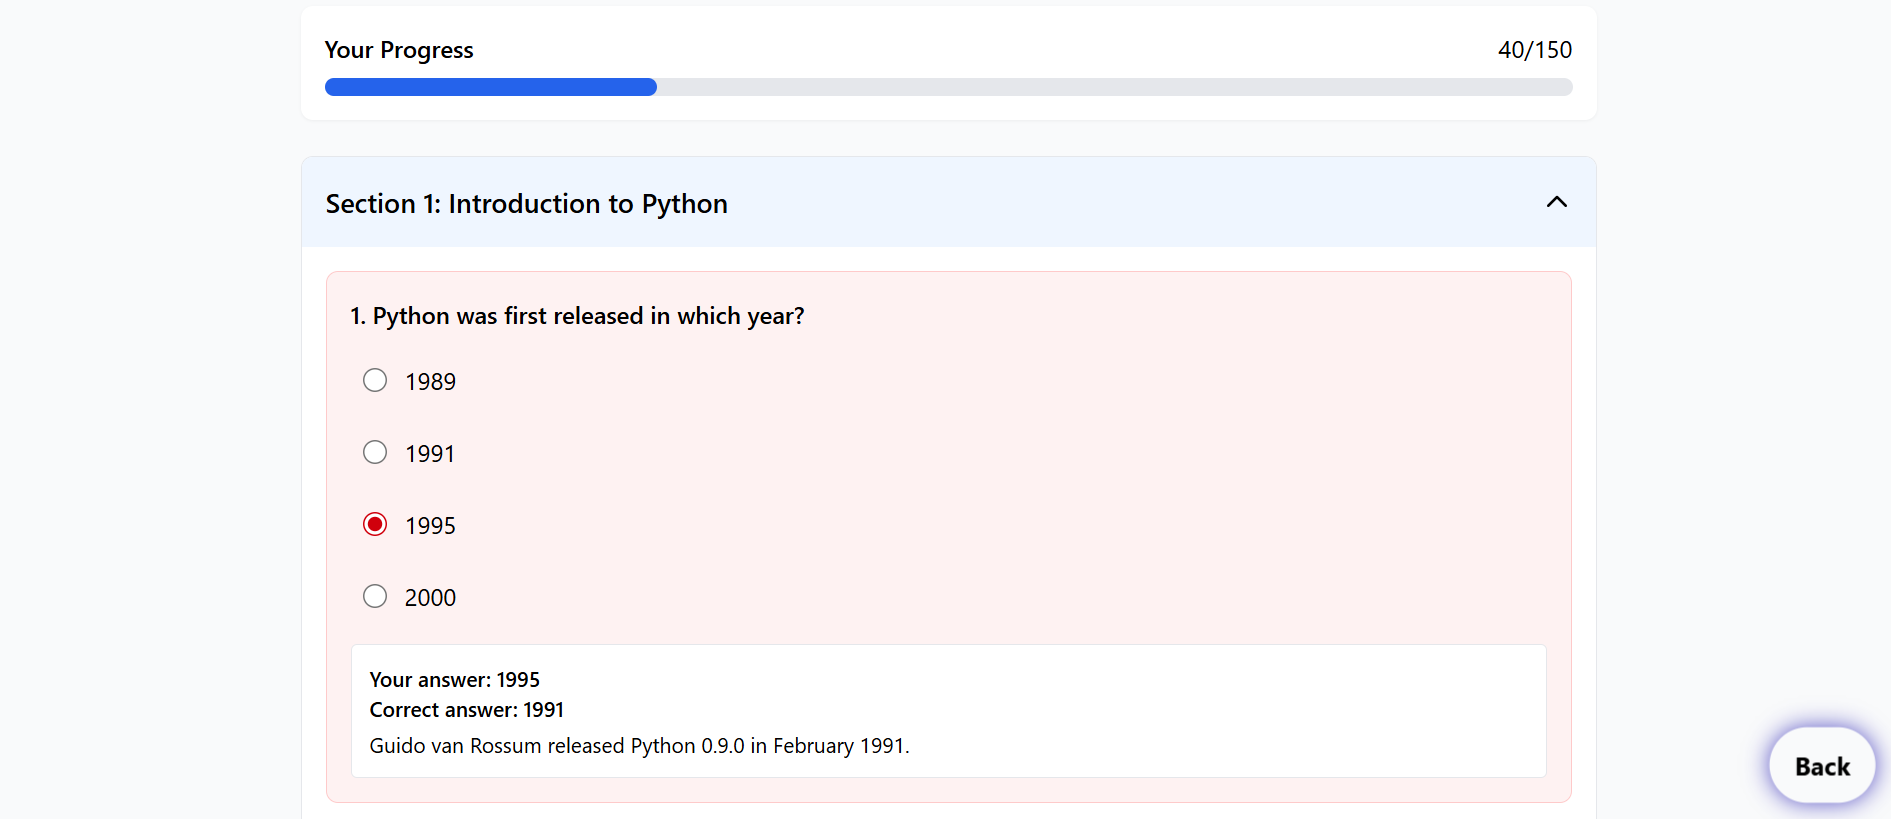 Your Progress 40/150
Section 1: Introduction to Python
1. Python was first released in which year?
1989
1991
1995
2000
Your answer: 1995
Correct answer: 1991
Guido van Rossum released Python 0.9.0 in February 1991.
Back